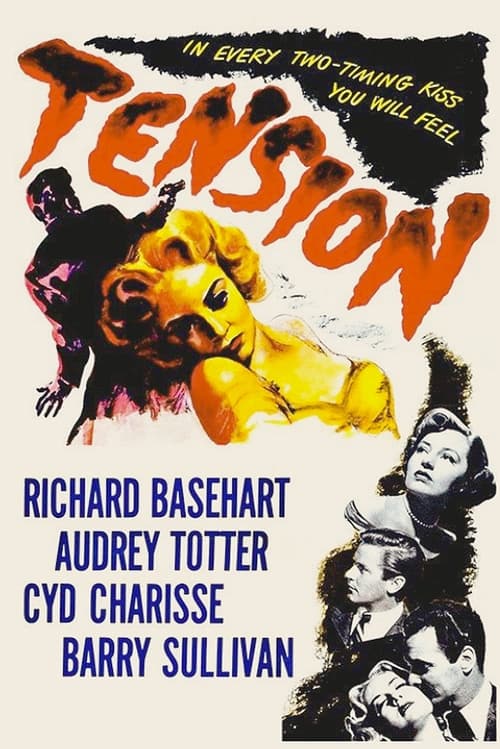 IN EVERY TWO-TIMING KISS
YOU WILL FEEL
TENSION
RICHARD BASEHART
AUDREY TOTTER
CYD CHARISSE
BARRY SULLIVAN